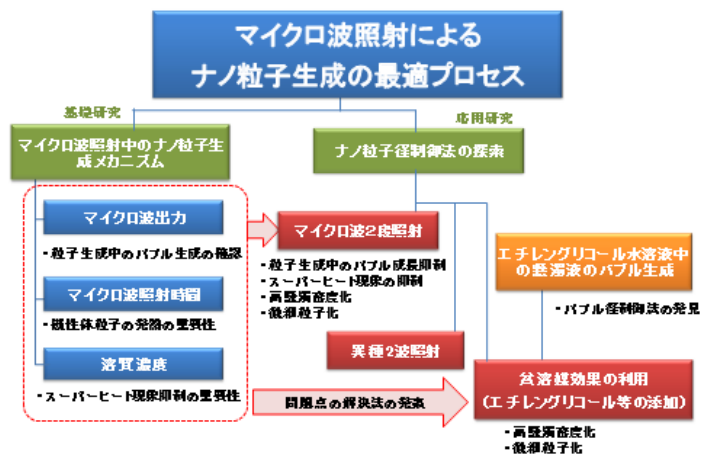 マイクロ波照射による
ナノ粒子生成の最適プロセス
基礎研究
応用研究
マイクロ波照射中のナノ粒子生
成メカニズム
ナノ粒子径制御法の探索
マイクロ波出力
・粒子生成中のバブル生成の確認
マイクロ波照射時間
・磁性体粒子の発熱の重要性
溶質濃度
・スーパーヒート現象抑制の重要性
マイクロ波2段照射
・粒子生成中のバブル成長抑制
・スーパーヒート現象の抑制
・高懸濁密度化
・微細粒子化
異種2波照射
エチレングリコール水溶液中
の懸濁液のバブル生成
・バブル径制御法の発見
問題点の解決法の発案
貧溶媒効果の利用
(エチレングリコール等の添加)
・高懸濁密度化
・微細粒子化